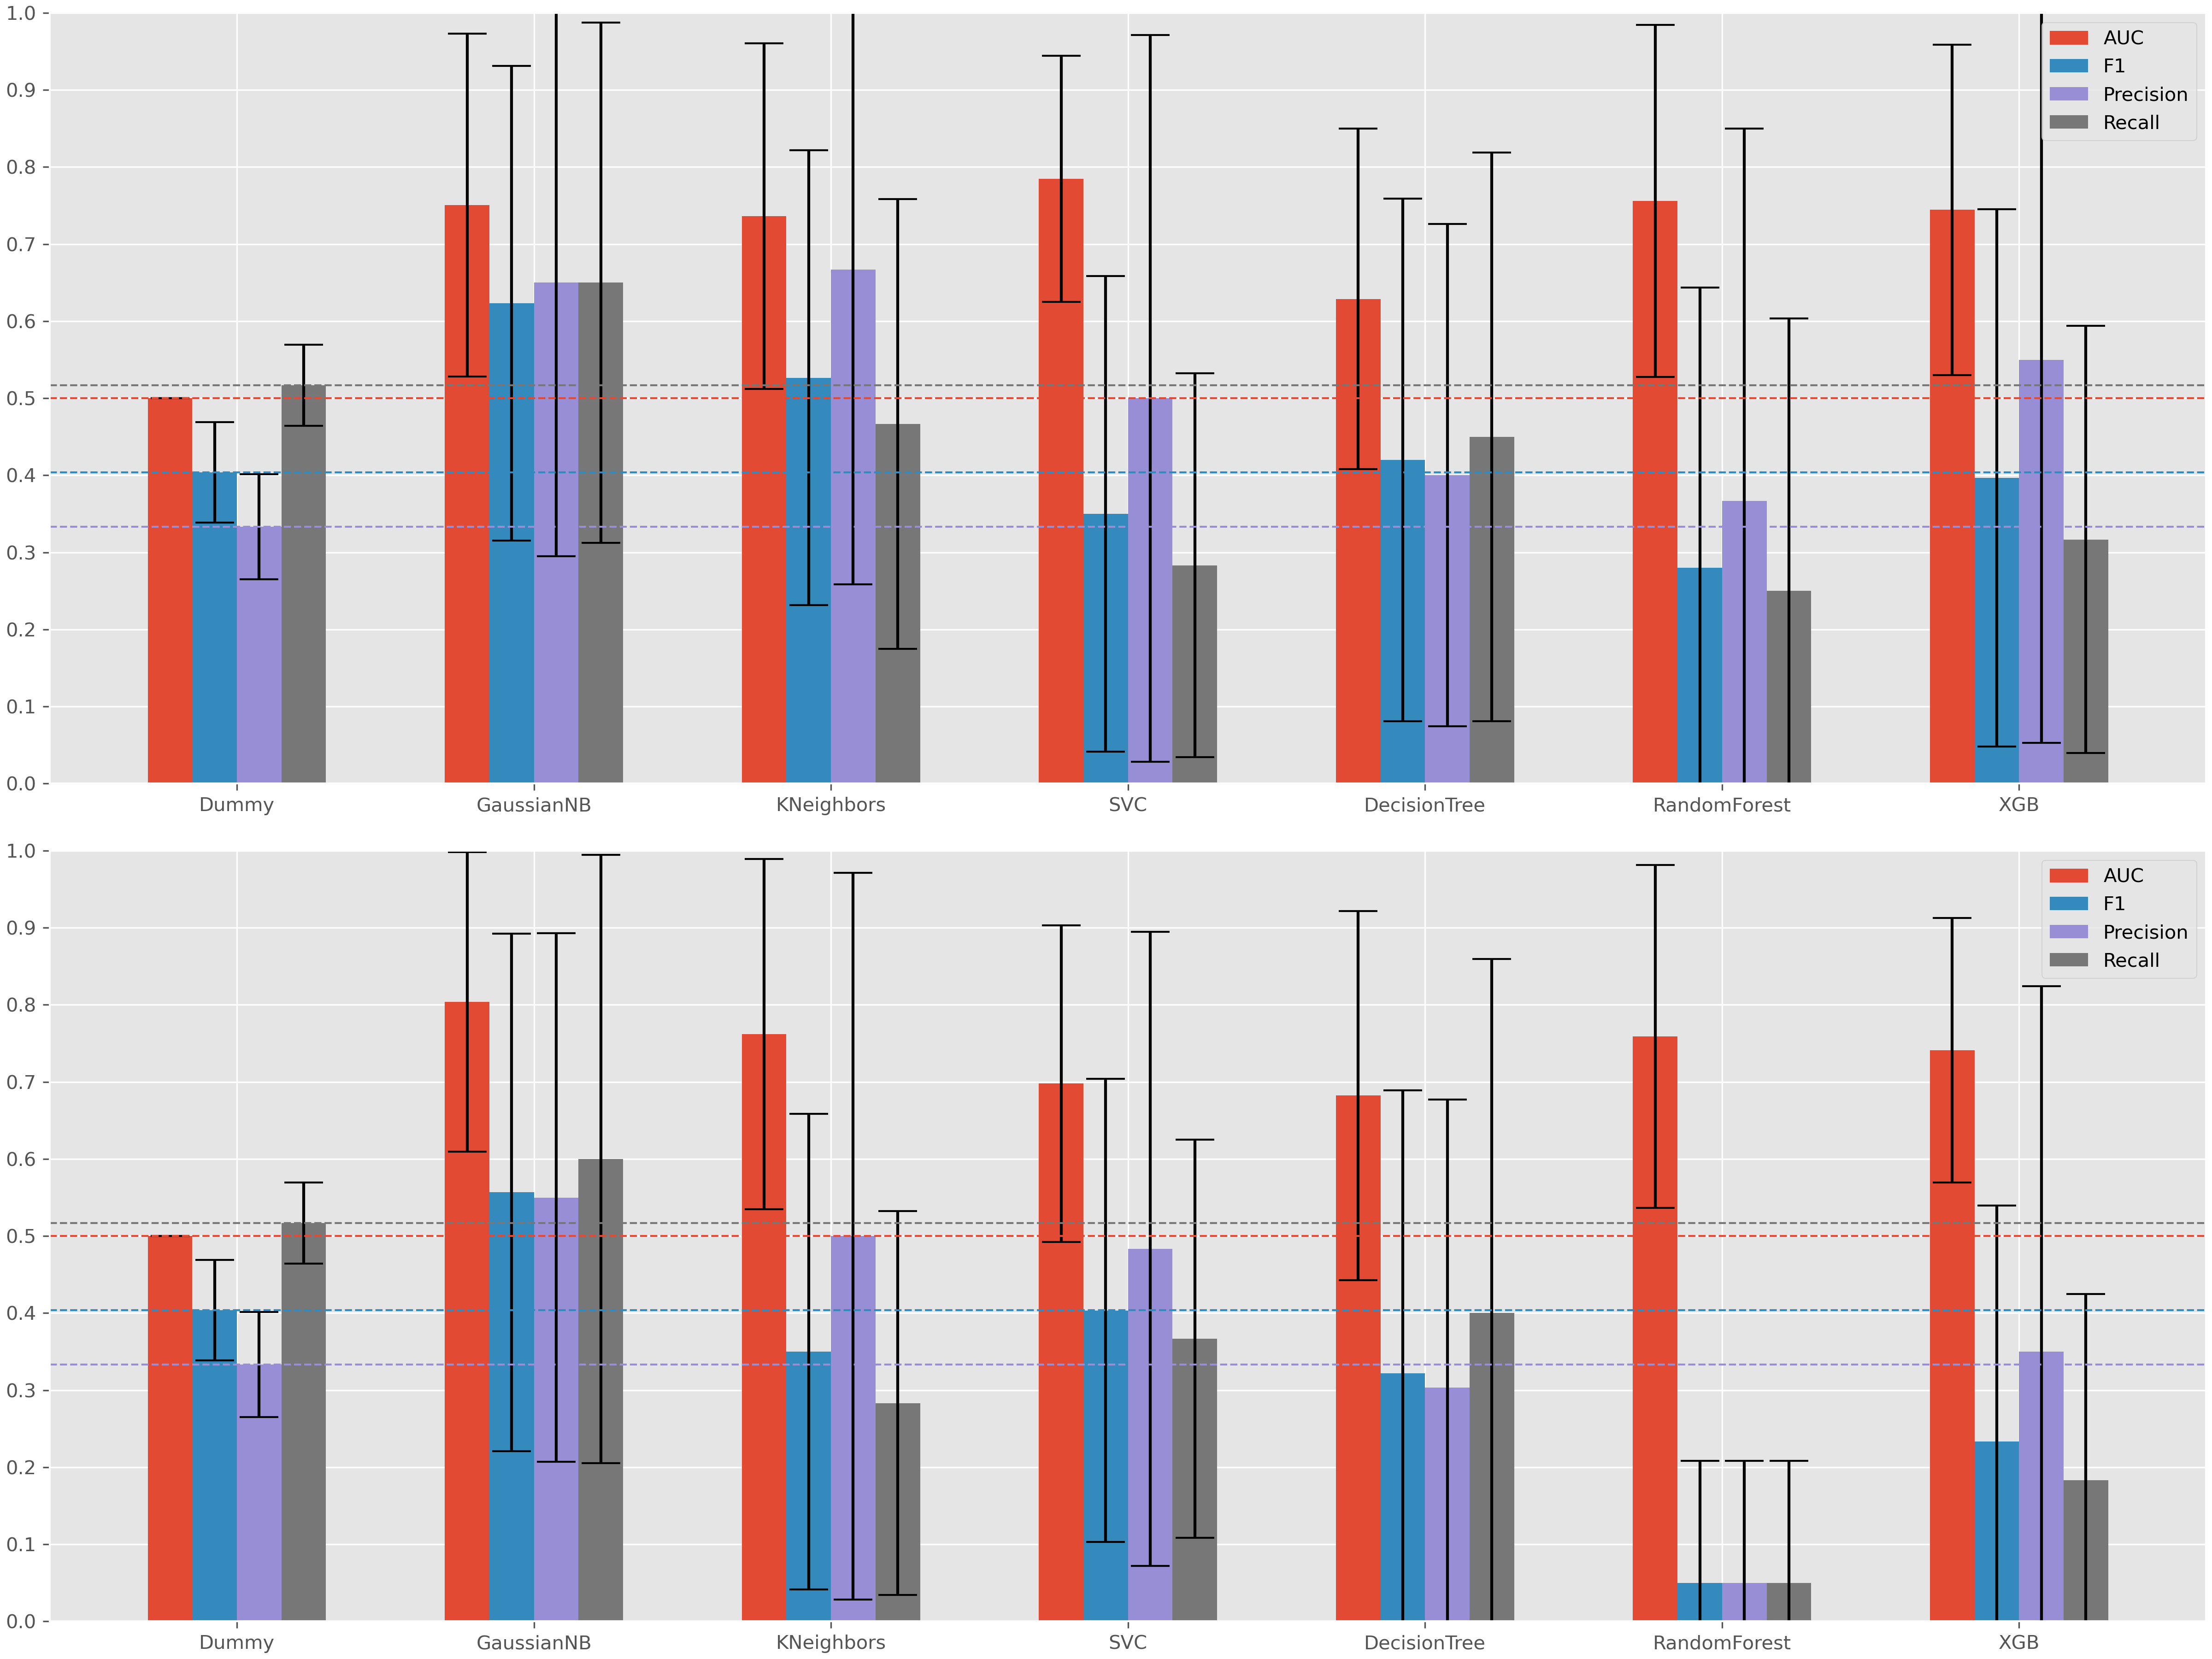 1.0
0.9
0.8
0.7
0.6
0.5
0.4
0.3
0.2
0.1
0.0
AUC
F1
Precision
Recall
Dummy GaussianNB KNeighbors SVC DecisionTree RandomForest XGB
1.0
0.9
0.8
0.7
0.6
0.5
0.4
0.3
0.2
0.1
0.0
AUC
F1
Precision
Recall
Dummy GaussianNB KNeighbors SVC DecisionTree RandomForest XGB